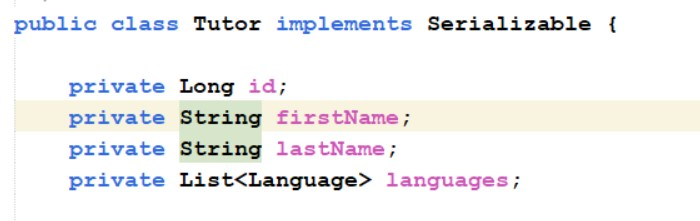 public class Tutor implements Serializable {
private Long id;
private String firstName;
private String lastName;
private List<Language> languages;